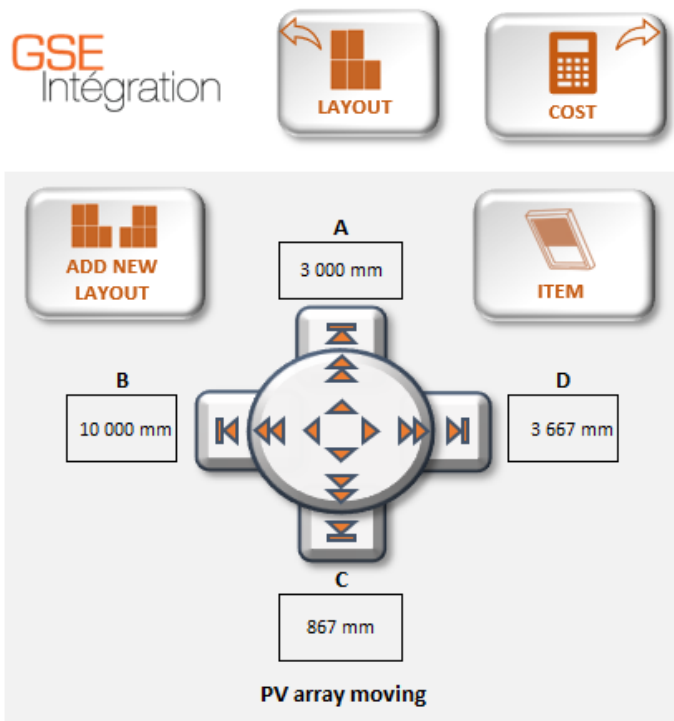 GSE
Intégration
LAYOUT
COST
ADD NEW
LAYOUT
ITEM
A
3 000 mm
B
10 000 mm
D
3 667 mm
C
867 mm
PV array moving